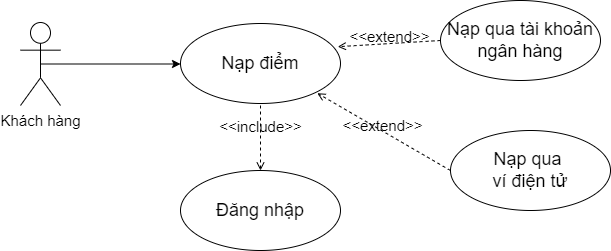 Nạp qua tài khoản
ngân hàng
<<extend>>
Nạp điểm
Khách hàng
<<include>>
<<extend>>
Nạp qua
ví điện tử
Đăng nhập